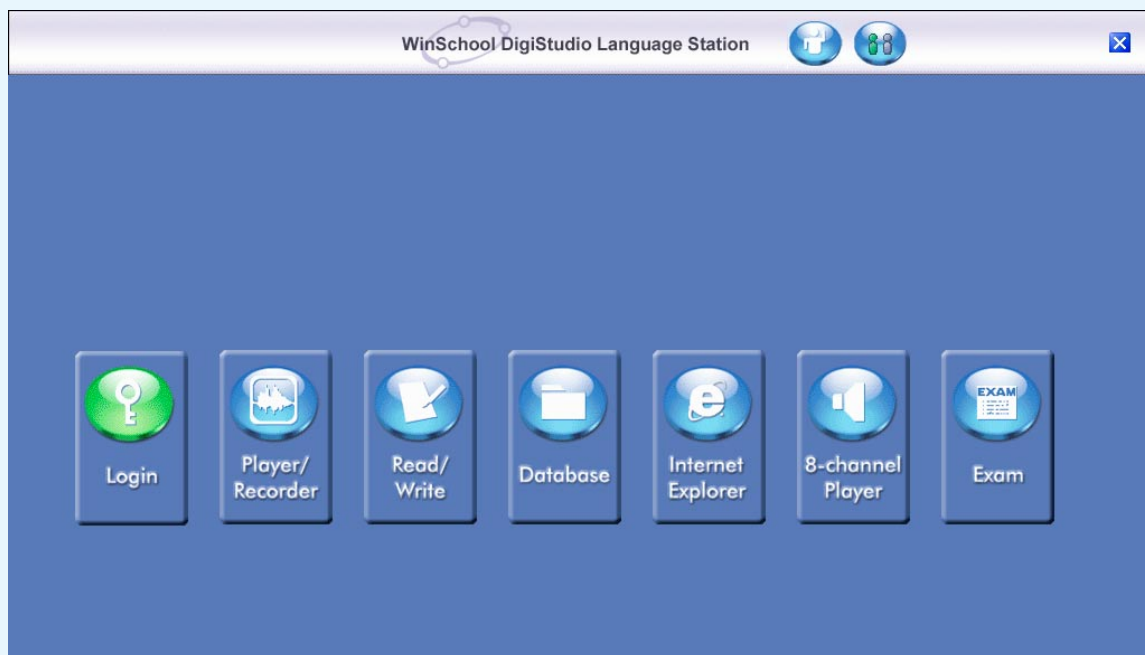 WinSchool DigiStudio Language Station
Login
Player/
Recorder
Read/
Write
Database
Internet
Explorer
8-channel
Player
EXAM
Exam